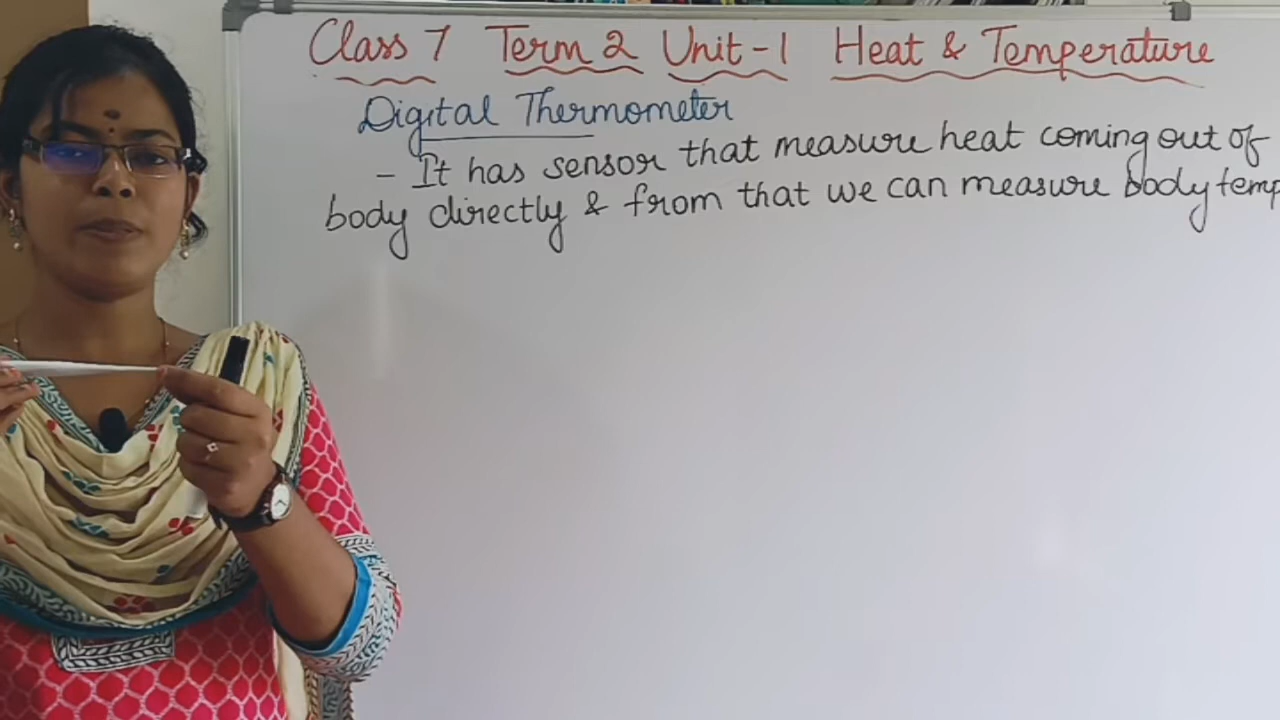 Class 7 Term 2 Unit-1 Heat & Temperature
Digital Thermometer
- It has sensor that measure heat coming out of
body directly & from that we can measure body temp